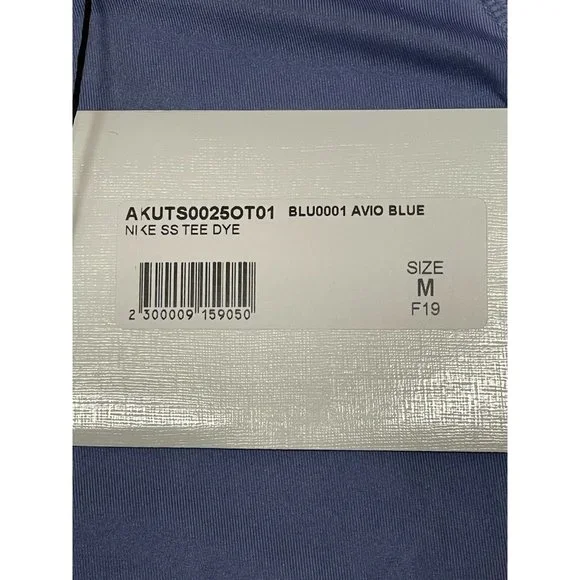 AKUTS0025OT01 BLU0001 AVIO BLUE
NIKE SS TEE DYE
SIZE
M
F19
2 300009 159050